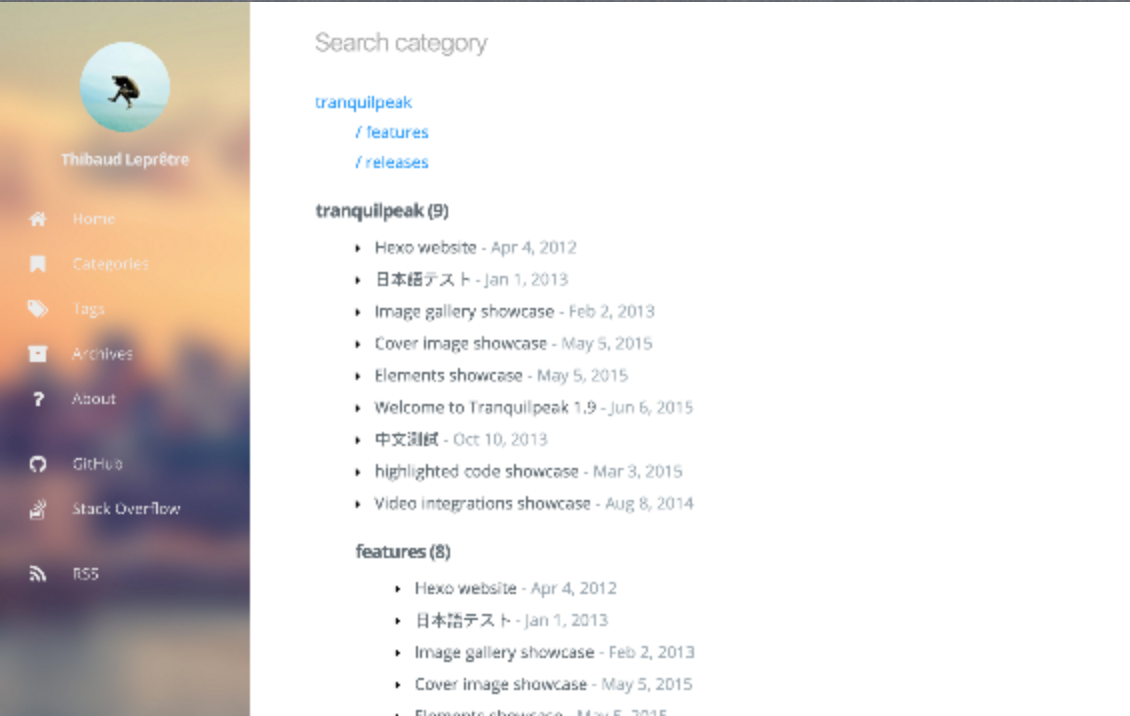 Thibaud Leprêtre
Home
Categories
Tags
Archives
About
GitHub
Stack Overflow
RSS
Search category
tranquilpeak
/ features
/ releases
tranquilpeak (9)
Hexo website - Apr 4, 2012
日本語テスト - Jan 1, 2013
Image gallery showcase - Feb 2, 2013
Cover image showcase - May 5, 2015
Elements showcase - May 5, 2015
Welcome to Tranquilpeak 1.9 - Jun 6, 2015
中文測試 - Oct 10, 2013
highlighted code showcase - Mar 3, 2015
Video integrations showcase - Aug 8, 2014
features (8)
Hexo website - Apr 4, 2012
日本語テスト - Jan 1, 2013
Image gallery showcase - Feb 2, 2013
Cover image showcase - May 5, 2015
Elements showcase - May 5, 2015